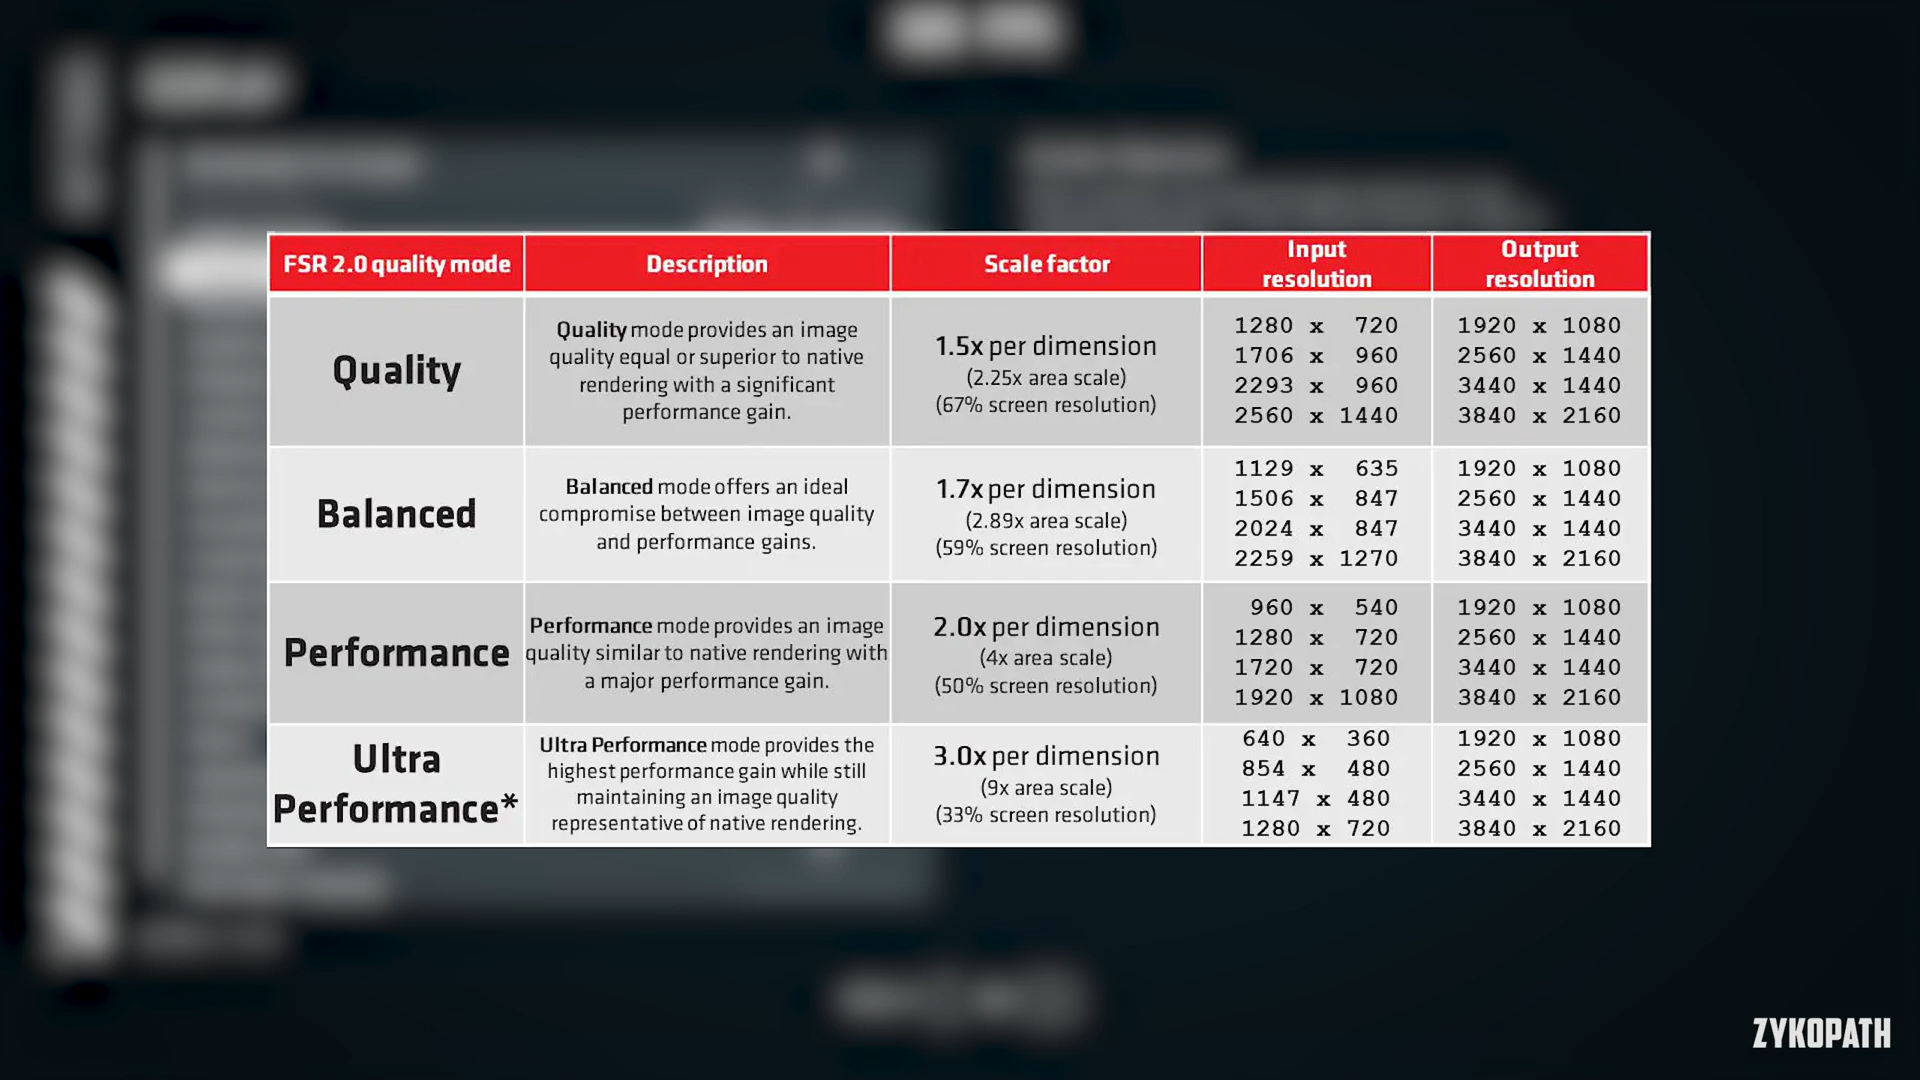 FSR 2.0 quality mode
Description
Scale factor
Input
resolution
Output
resolution
Quality
Quality mode provides an image
quality equal or superior to native
rendering with a significant
performance gain.
1.5x per dimension
(2.25x area scale)
(67% screen resolution)
1280 x 720
1706 x 960
2293 x 960
2560 x 1440
1920 x 1080
2560 x 1440
3440 x 1440
3840 x 2160
Balanced
Balanced mode offers an ideal
compromise between image quality
and performance gains.
1.7x per dimension
(2.89x area scale)
(59% screen resolution)
1129 x 635
1506 x 847
2024 x 847
2259 x 1270
1920 x 1080
2560 x 1440
3440 x 1440
3840 x 2160
Performance
Performance mode provides an image
quality similar to native rendering with
a major performance gain.
2.0x per dimension
(4x area scale)
(50% screen resolution)
960 x 540
1280 x 720
1720 x 720
1920 x 1080
1920 x 1080
2560 x 1440
3440 x 1440
3840 x 2160
Ultra
Performance*
Ultra Performance mode provides the
highest performance gain while still
maintaining an image quality
representative of native rendering.
3.0x per dimension
(9x area scale)
(33% screen resolution)
640 x 360
854 x 480
1147 x 480
1280 x 720
1920 x 1080
2560 x 1440
3440 x 1440
3840 x 2160
ZYKOPATH